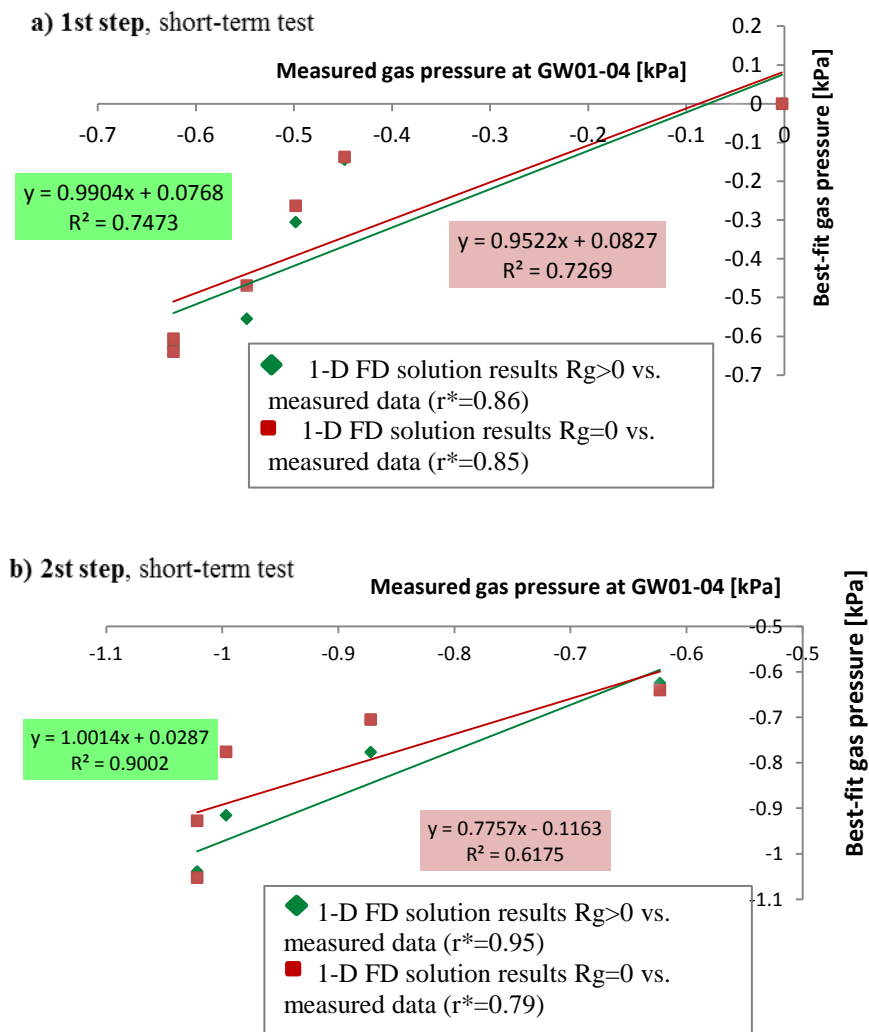 a) 1st step, short-term test
Measured gas pressure at GW01-04 [kPa]
Best-fit gas pressure [kPa]
-0.7 -0.6 -0.5 -0.4 -0.3 -0.2 -0.1 0
0.2
0.1
0
-0.1
-0.2
-0.3
-0.4
-0.5
-0.6
-0.7
y = 0.9904x + 0.0768
R² = 0.7473
y = 0.9522x + 0.0827
R² = 0.7269
1-D FD solution results Rg>0 vs.
measured data (r*=0.86)
1-D FD solution results Rg=0 vs.
measured data (r*=0.85)
b) 2st step, short-term test
Measured gas pressure at GW01-04 [kPa]
Best-fit gas pressure [kPa]
-1.1 -1 -0.9 -0.8 -0.7 -0.6 -0.5
-0.5
-0.6
-0.7
-0.8
-0.9
-1
-1.1
y = 1.0014x + 0.0287
R² = 0.9002
y = 0.7757x - 0.1163
R² = 0.6175
1-D FD solution results Rg>0 vs.
measured data (r*=0.95)
1-D FD solution results Rg=0 vs.
measured data (r*=0.79)